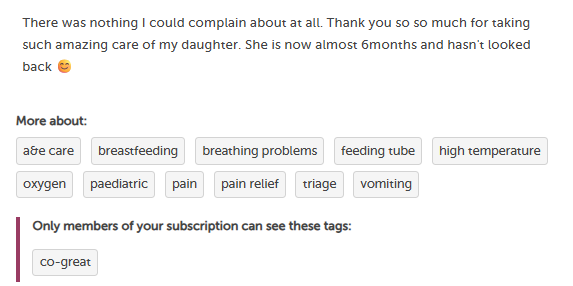 There was nothing I could complain about at all. Thank you so so much for taking
such amazing care of my daughter. She is now almost 6months and hasn't looked
back 😊
More about:
a&e care breastfeeding breathing problems feeding tube high temperature
oxygen paediatric pain pain relief triage vomiting
Only members of your subscription can see these tags:
co-great